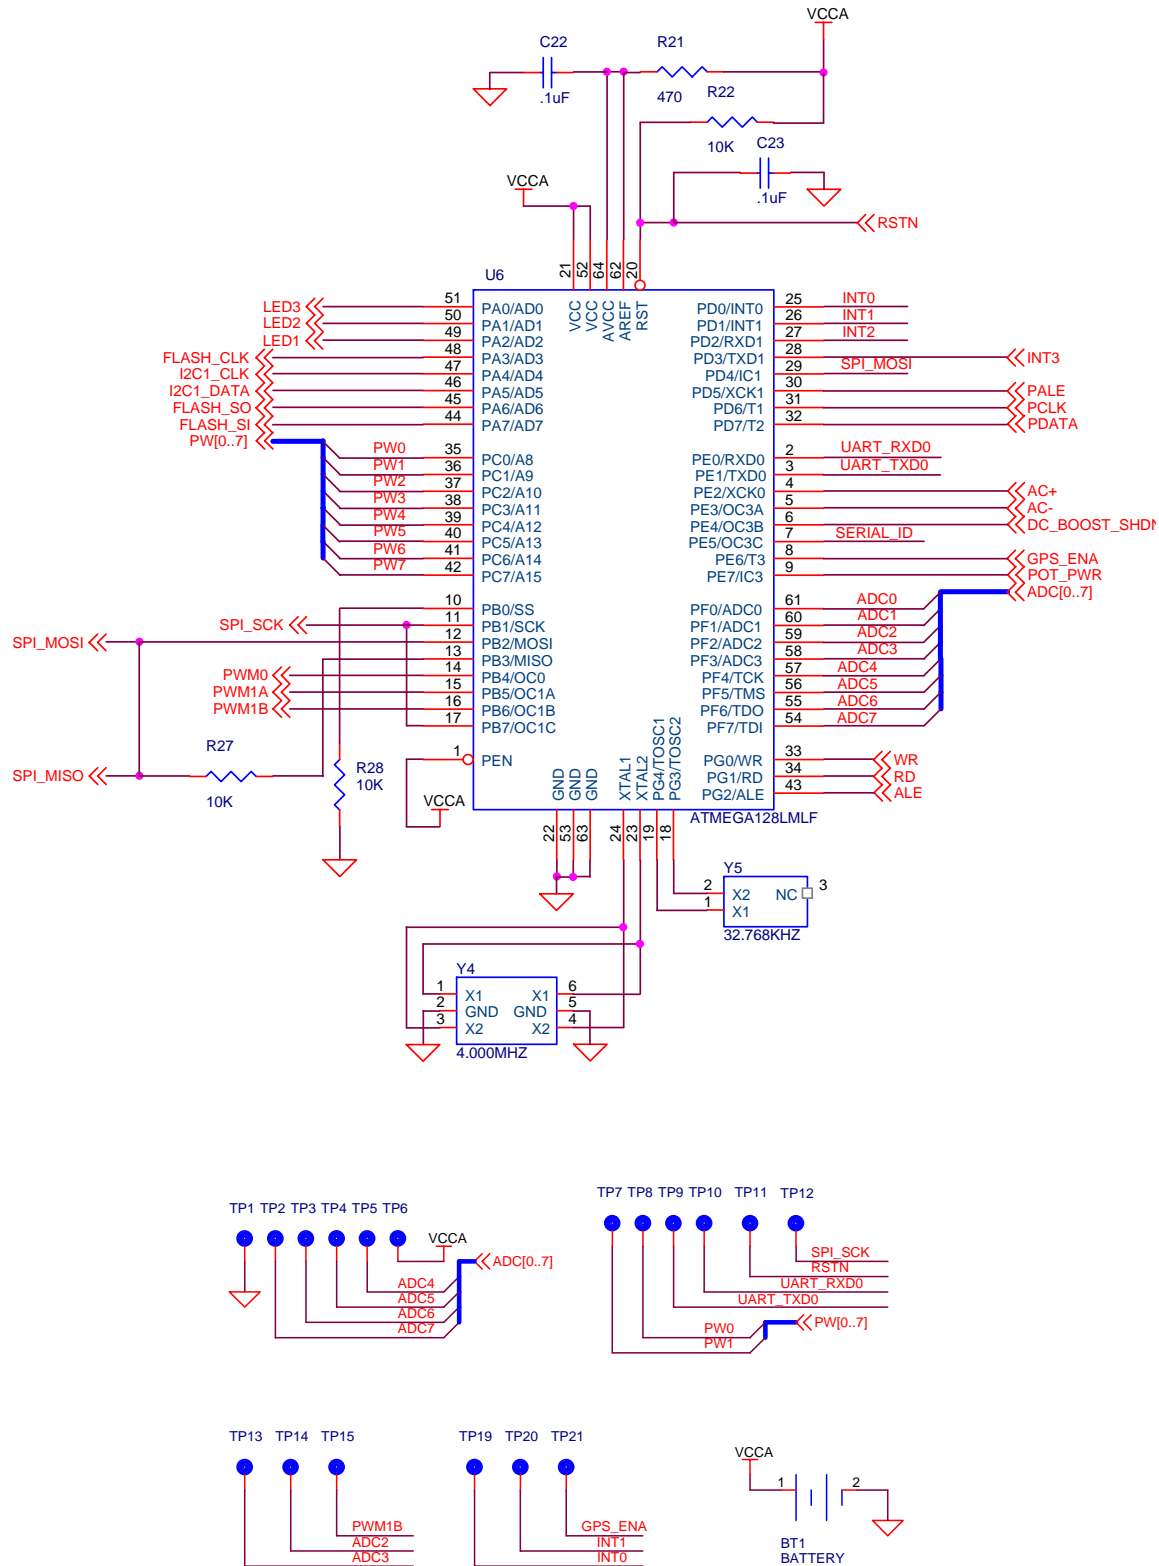 VCCA
C22
R21
.1uF
470
R22
10K
C23
.1uF
VCCA
RSTN
U6
21
52
64
62
20
VCC
VCC
AVCC
AREF
RST
LED3
51
PA0/AD0
PD0/INT0
25
INT0
LED2
50
PA1/AD1
PD1/INT1
26
INT1
LED1
49
PA2/AD2
PD2/RXD1
27
INT2
FLASH_CLK
48
PA3/AD3
PD3/TXD1
28
INT3
I2C1_CLK
47
PA4/AD4
PD4/IC1
29
SPI_MOSI
I2C1_DATA
46
PA5/AD5
PD5/XCK1
30
PALE
FLASH_SO
45
PA6/AD6
PD6/T1
31
PCLK
FLASH_SI
44
PA7/AD7
PD7/T2
32
PDATA
PW[0..7]
PW0
35
PC0/A8
PE0/RXD0
2
UART_RXD0
PW1
36
PC1/A9
PE1/TXD0
3
UART_TXD0
PW2
37
PC2/A10
PE2/XCK0
4
AC+
PW3
38
PC3/A11
PE3/OC3A
5
AC-
PW4
39
PC4/A12
PE4/OC3B
6
DC_BOOST_SHDN
PW5
40
PC5/A13
PE5/OC3C
7
SERIAL_ID
PW6
41
PC6/A14
PE6/T3
8
GPS_ENA
PW7
42
PC7/A15
PE7/IC3
9
POT_PWR
ADC[0..7]
10
PB0/SS
PF0/ADC0
61
ADC0
SPI_SCK
11
PB1/SCK
PF1/ADC1
60
ADC1
SPI_MOSI
12
PB2/MOSI
PF2/ADC2
59
ADC2
13
PB3/MISO
PF3/ADC3
58
ADC3
PWM0
14
PB4/OC0
PF4/TCK
57
ADC4
PWM1A
15
PB5/OC1A
PF5/TMS
56
ADC5
PWM1B
16
PB6/OC1B
PF6/TDO
55
ADC6
17
PB7/OC1C
PF7/TDI
54
ADC7
R27
SPI_MISO
10K
R28
10K
1
PEN
VCCA
PG0/WR
33
WR
PG1/RD
34
RD
PG2/ALE
43
ALE
GND
GND
GND
XTAL1
XTAL2
PG4/TOSC1
PG3/TOSC2
ATMEGA128LMLF
22
53
63
24
23
19
18
Y5
2
X2
NC
3
1
X1
32.768KHZ
Y4
1
X1
X1
6
2
GND
GND
5
3
X2
X2
4
4.000MHZ
TP1 TP2 TP3 TP4 TP5 TP6
VCCA
ADC[0..7]
ADC4
ADC5
ADC6
ADC7
TP7 TP8 TP9 TP10 TP11 TP12
SPI_SCK
RSTN
UART_RXD0
UART_TXD0
PW0
PW[0..7]
PW1
TP13 TP14 TP15
PWM1B
ADC2
ADC3
TP19 TP20 TP21
GPS_ENA
INT1
INT0
VCCA
1
2
BT1
BATTERY